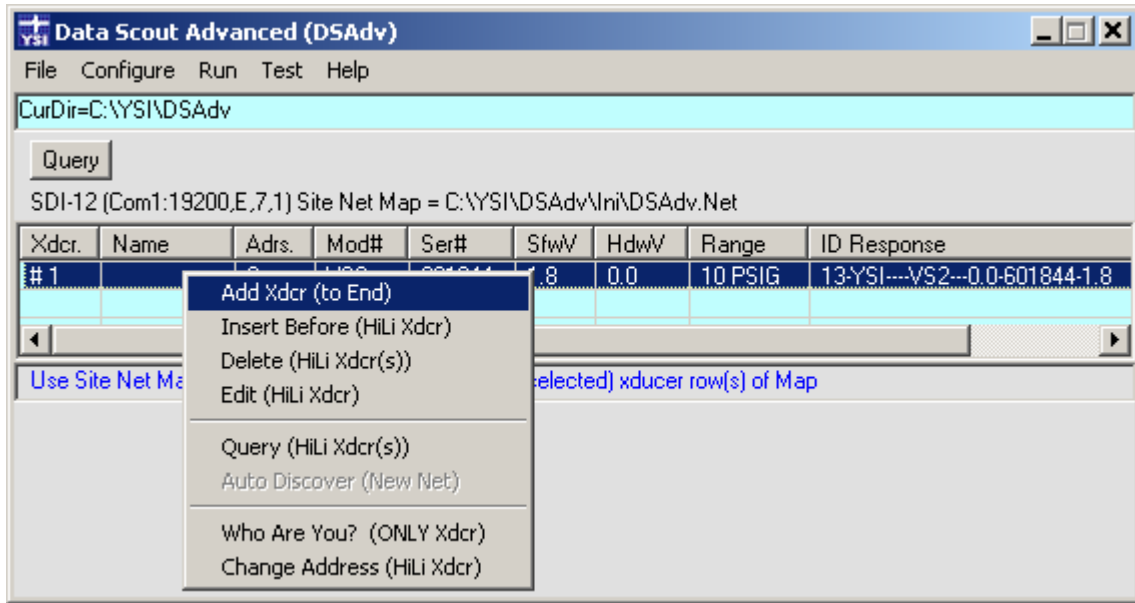 YSI Data Scout Advanced (DSAdv)
File Configure Run Test Help
CurDir=C:\YSI\DSAdv
Query
SDI-12 (Com1:19200,E,7,1) Site Net Map = C:\YSI\DSAdv\Ini\DSAdv.Net
Xdcr. Name Adrs. Mod# Ser# SfwV HdwV Range ID Response
# 1 1.8 0.0 10 PSIG 13-YSI----VS2---0.0-601844-1.8
Use Site Net selected) xducer row(s) of Map
Add Xdcr (to End)
Insert Before (HiLi Xdcr)
Delete (HiLi Xdcr(s))
Edit (HiLi Xdcr)
Query (HiLi Xdcr(s))
Auto Discover (New Net)
Who Are You? (ONLY Xdcr)
Change Address (HiLi Xdcr)